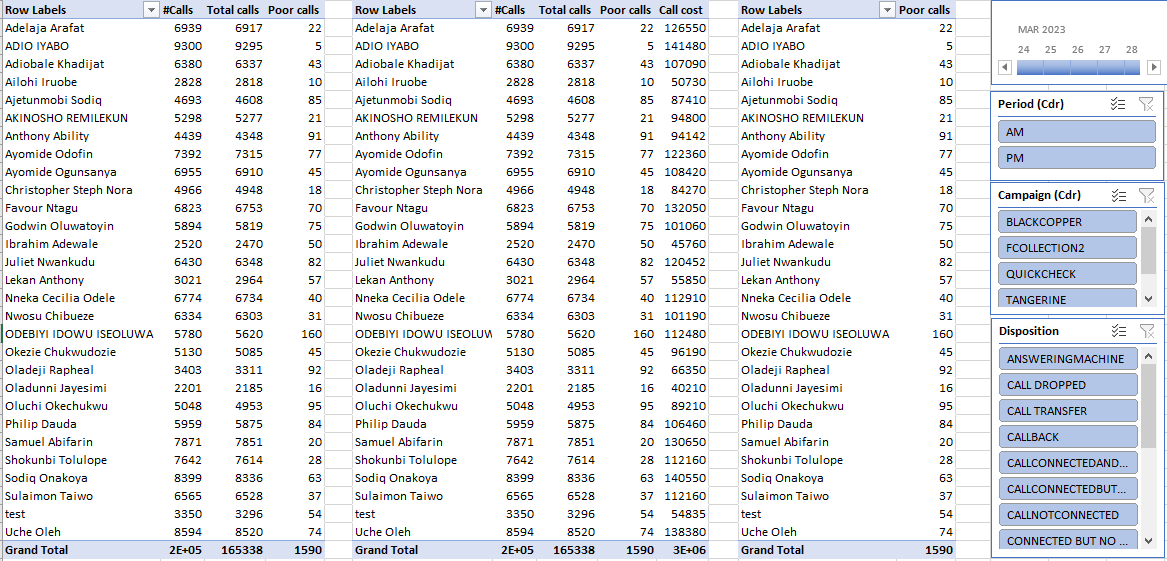 Row Labels #Calls Total calls Poor calls
Adelaja Arafat 6939 6917 22
ADIO IYABO 9300 9295 5
Adiobale Khadijat 6380 6337 43
Ailohi Iruobe 2828 2818 10
Ajetunmobi Sodiq 4693 4608 85
AKINOSHO REMILEKUN 5298 5277 21
Anthony Ability 4439 4348 91
Ayomide Odofin 7392 7315 77
Ayomide Ogunsanya 6955 6910 45
Christopher Steph Nora 4966 4948 18
Favour Ntagu 6823 6753 70
Godwin Oluwatoyin 5894 5819 75
Ibrahim Adewale 2520 2470 50
Juliet Nwankudu 6430 6348 82
Lekan Anthony 3021 2964 57
Nneka Cecilia Odele 6774 6734 40
Nwosu Chibueze 6334 6303 31
ODEBIYI IDOWU ISEOLUWA 5780 5620 160
Okezie Chukwudozie 5130 5085 45
Oladeji Rapheal 3403 3311 92
Oladunni Jayesimi 2201 2185 16
Oluchi Okechukwu 5048 4953 95
Philip Dauda 5959 5875 84
Samuel Abifarin 7871 7851 20
Shokunbi Tolulope 7642 7614 28
Sodiq Onakoya 8399 8336 63
Sulaimon Taiwo 6565 6528 37
test 3350 3296 54
Uche Oleh 8594 8520 74
Grand Total 2E+05 165338 1590
Row Labels #Calls Total calls Poor calls Call cost
Adelaja Arafat 6939 6917 22 126550
ADIO IYABO 9300 9295 5 141480
Adiobale Khadijat 6380 6337 43 107090
Ailohi Iruobe 2828 2818 10 50730
Ajetunmobi Sodiq 4693 4608 85 87410
AKINOSHO REMILEKUN 5298 5277 21 94800
Anthony Ability 4439 4348 91 94142
Ayomide Odofin 7392 7315 77 122360
Ayomide Ogunsanya 6955 6910 45 108420
Christopher Steph Nora 4966 4948 18 84270
Favour Ntagu 6823 6753 70 132050
Godwin Oluwatoyin 5894 5819 75 101060
Ibrahim Adewale 2520 2470 50 45760
Juliet Nwankudu 6430 6348 82 120452
Lekan Anthony 3021 2964 57 55850
Nneka Cecilia Odele 6774 6734 40 112910
Nwosu Chibueze 6334 6303 31 101190
ODEBIYI IDOWU ISEOLUW 5780 5620 160 112480
Okezie Chukwudozie 5130 5085 45 96190
Oladeji Rapheal 3403 3311 92 66350
Oladunni Jayesimi 2201 2185 16 40210
Oluchi Okechukwu 5048 4953 95 89210
Philip Dauda 5959 5875 84 106460
Samuel Abifarin 7871 7851 20 130650
Shokunbi Tolulope 7642 7614 28 112160
Sodiq Onakoya 8399 8336 63 140550
Sulaimon Taiwo 6565 6528 37 112160
test 3350 3296 54 54835
Uche Oleh 8594 8520 74 138380
Grand Total 2E+05 165338 1590 3E+06
Row Labels Poor calls
Adelaja Arafat 22
ADIO IYABO 5
Adiobale Khadijat 43
Ailohi Iruobe 10
Ajetunmobi Sodiq 85
AKINOSHO REMILEKUN 21
Anthony Ability 91
Ayomide Odofin 77
Ayomide Ogunsanya 45
Christopher Steph Nora 18
Favour Ntagu 70
Godwin Oluwatoyin 75
Ibrahim Adewale 50
Juliet Nwankudu 82
Lekan Anthony 57
Nneka Cecilia Odele 40
Nwosu Chibueze 31
ODEBIYI IDOWU ISEOLUWA 160
Okezie Chukwudozie 45
Oladeji Rapheal 92
Oladunni Jayesimi 16
Oluchi Okechukwu 95
Philip Dauda 84
Samuel Abifarin 20
Shokunbi Tolulope 28
Sodiq Onakoya 63
Sulaimon Taiwo 37
test 54
Uche Oleh 74
Grand Total 1590
MAR 2023
24 25 26 27 28
Period (Cdr)
AM
PM
Campaign (Cdr)
BLACKCOPPER
FCOLLECTION2
QUICKCHECK
TANGERINE
Disposition
ANSWERINGMACHINE
CALL DROPPED
CALL TRANSFER
CALLBACK
CALLCONNECTEDAND...
CALLCONNECTEDBUT...
CALLNOTCONNECTED
CONNECTED BUT NO ...